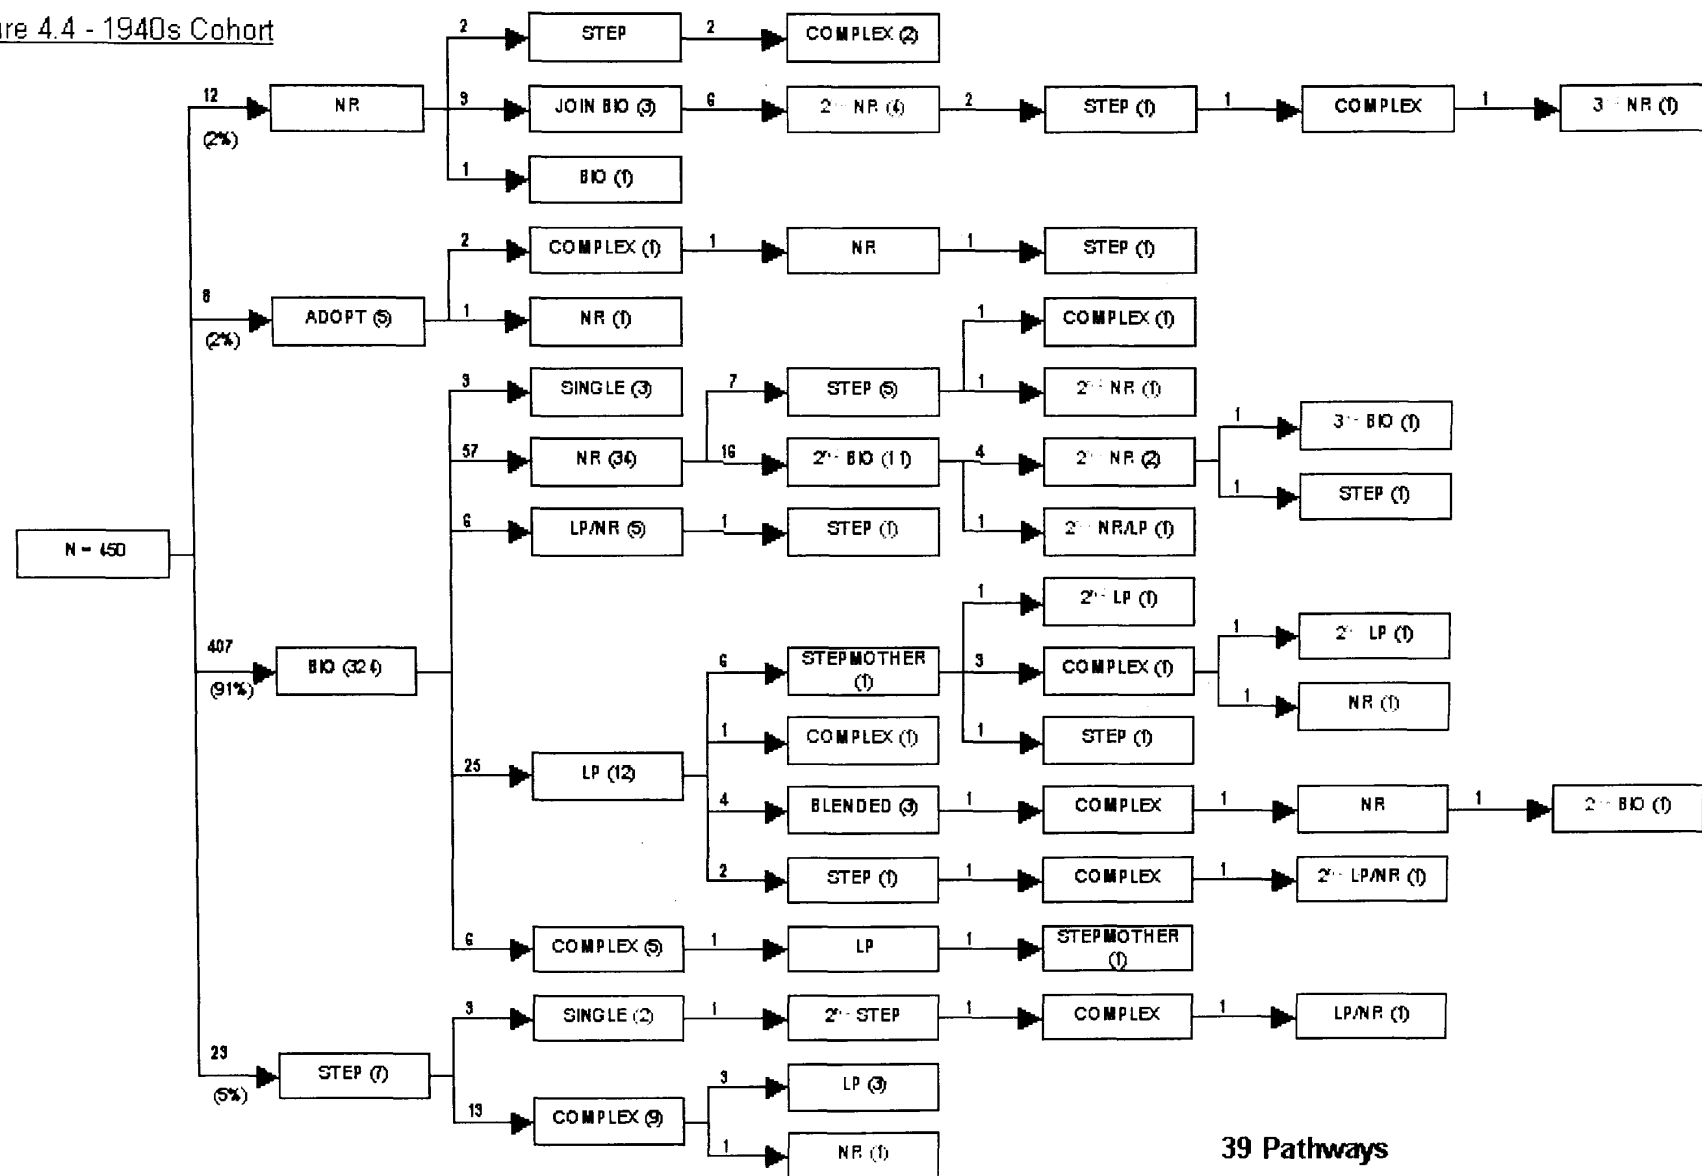 ure 4.4 - 1940s Cohort
2
STEP
2
COMPLEX (2)
12
(2%)
NR
9
JOIN BIO (3)
6
2ⁿᵈ NR (4)
2
STEP (1)
1
COMPLEX
1
3ʳᵈ NR (1)
1
BIO (1)
8
(2%)
ADOPT (5)
2
COMPLEX (1)
1
NR
1
STEP (1)
1
NR (1)
407
(91%)
BIO (324)
3
SINGLE (3)
57
NR (34)
7
STEP (5)
1
COMPLEX (1)
1
2ⁿᵈ NR (1)
16
2ⁿᵈ BIO (11)
4
2ⁿᵈ NR (2)
1
3ʳᵈ BIO (1)
1
STEP (1)
1
2ⁿᵈ NR/LP (1)
6
LP/NR (5)
1
STEP (1)
N = 450
25
LP (12)
6
STEPMOTHER
(1)
1
2ⁿᵈ LP (1)
3
COMPLEX (1)
1
2ⁿᵈ LP (1)
1
NR (1)
1
STEP (1)
1
COMPLEX (1)
4
BLENDED (3)
1
COMPLEX
1
NR
1
2ⁿᵈ BIO (1)
2
STEP (1)
1
COMPLEX
1
2ⁿᵈ LP/NR (1)
6
COMPLEX (5)
1
LP
1
STEPMOTHER
(1)
23
(5%)
STEP (7)
3
SINGLE (2)
1
2ⁿᵈ STEP
1
COMPLEX
1
LP/NR (1)
13
COMPLEX (9)
3
LP (3)
1
NR (1)
39 Pathways